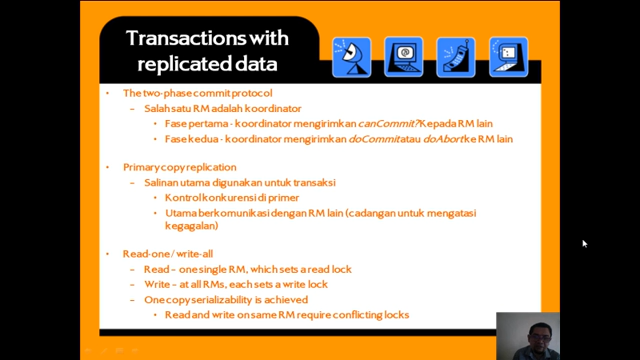 Transactions with
replicated data
• The two-phase commit protocol
– Salah satu RM adalah koordinator
• Fase pertama - koordinator mengirimkan canCommit? Kepada RM lain
• Fase kedua - koordinator mengirimkan doCommit atau doAbort ke RM lain
• Primary copy replication
– Salinan utama digunakan untuk transaksi
• Kontrol konkurensi di primer
• Utama berkomunikasi dengan RM lain (cadangan untuk mengatasi
kegagalan)
• Read-one / write-all
– Read – one single RM, which sets a read lock
– Write – at all RMs, each sets a write lock
– One copy serializability is achieved
• Read and write on same RM require conflicting locks